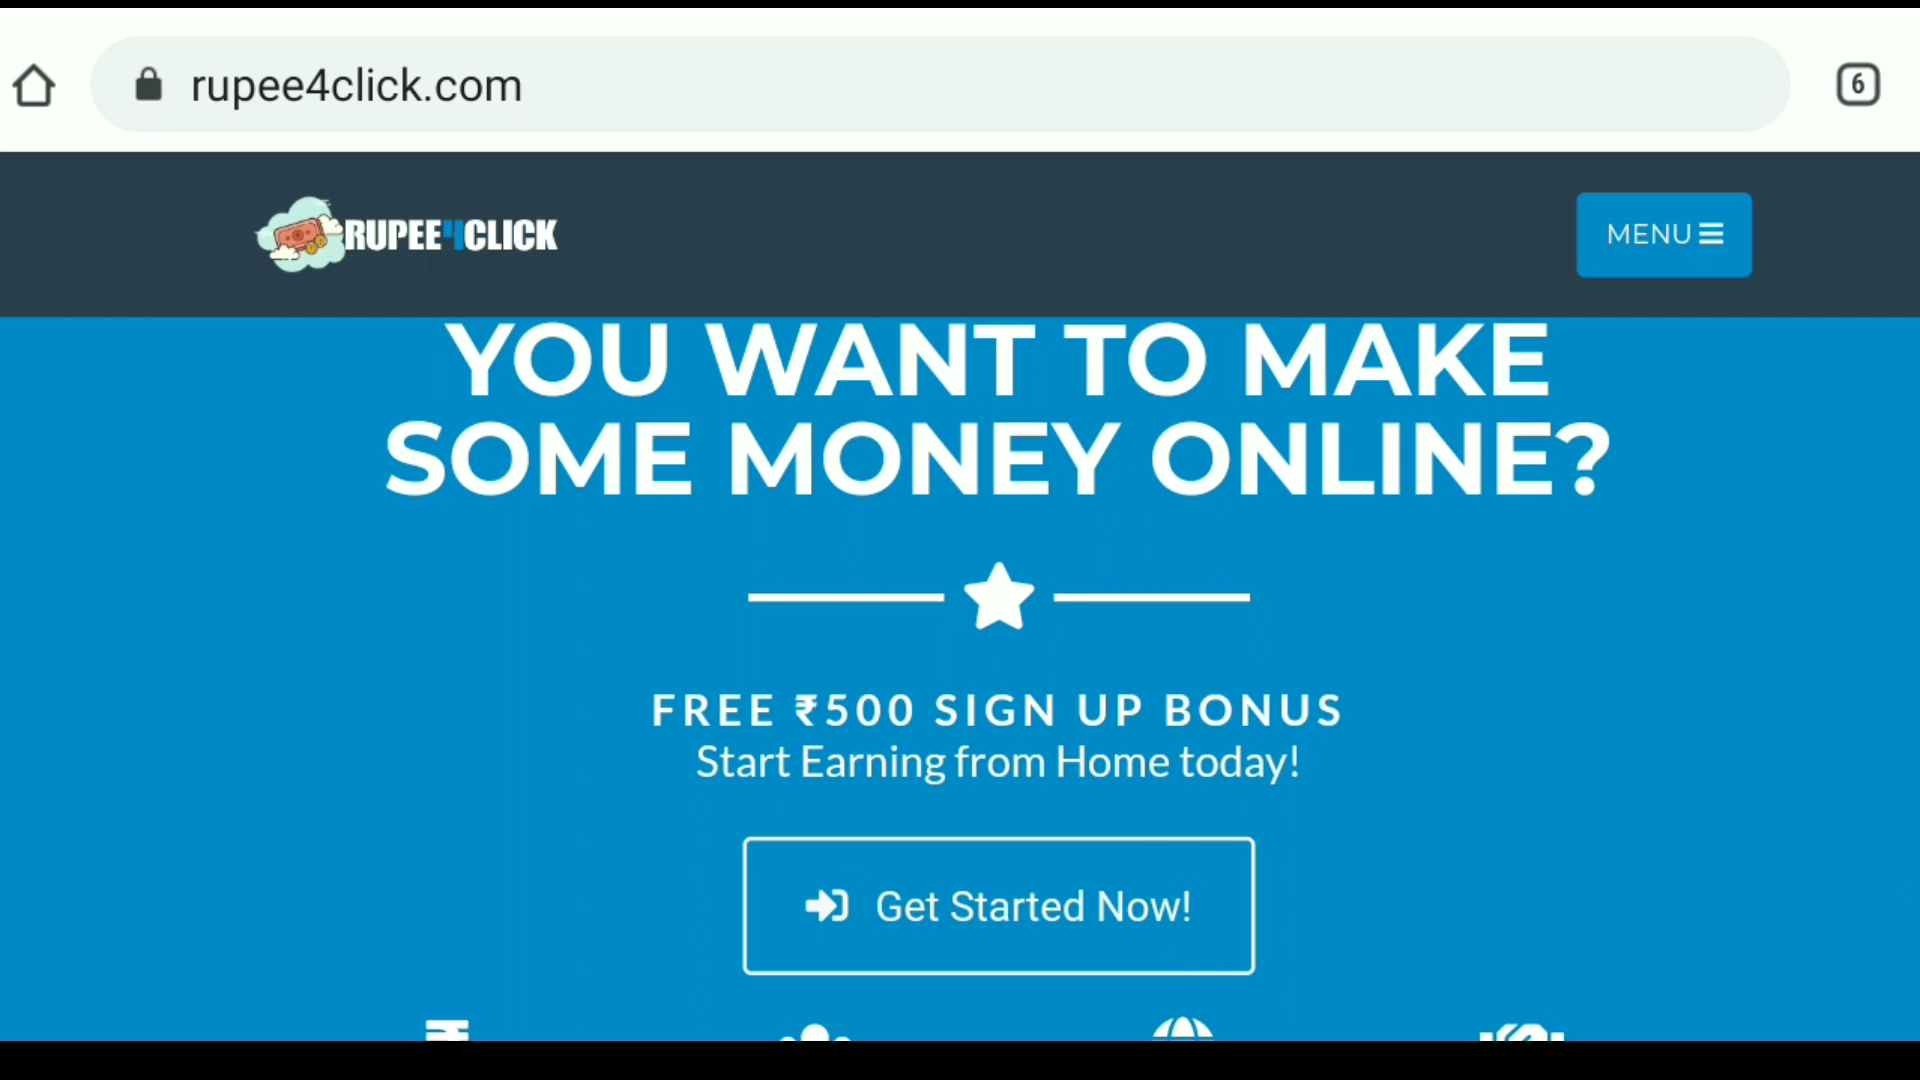 rupee4click.com
6
RUPEE4CLICK
MENU
YOU WANT TO MAKE
SOME MONEY ONLINE?
FREE ₹500 SIGN UP BONUS
Start Earning from Home today!
Get Started Now!